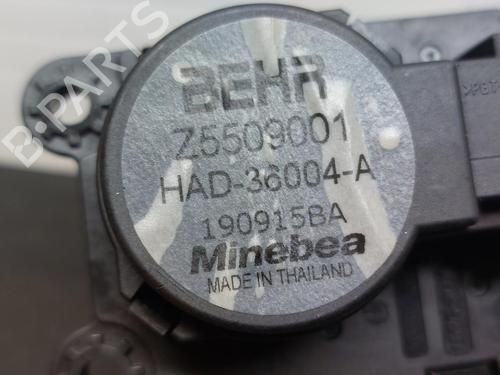 BEHR
Z5509001
HAD-36004-A
190915BA
Minebea
MADE IN THAILAND
B-PARTS